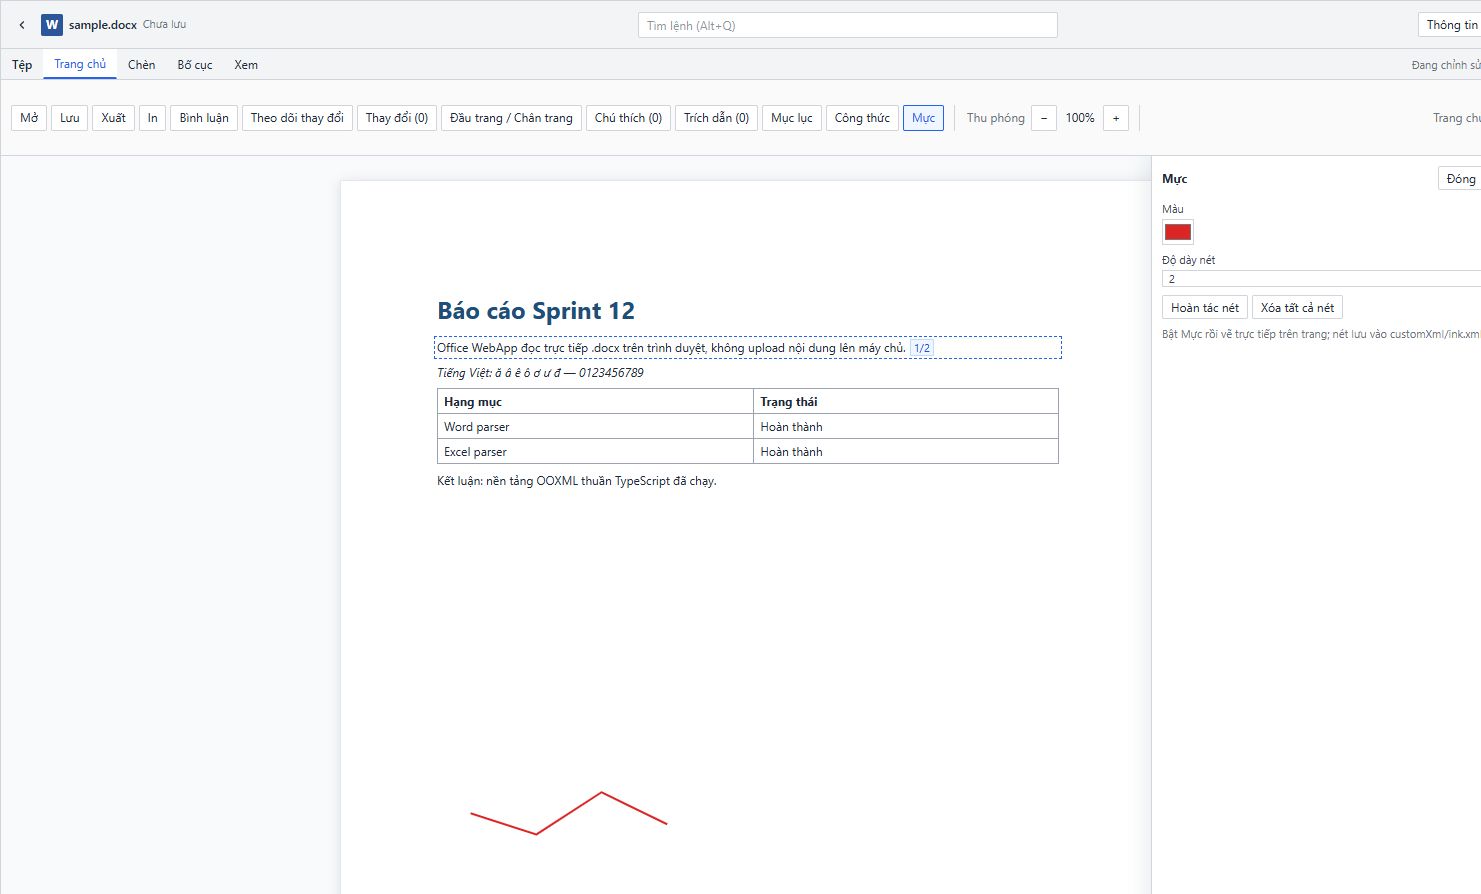 W sample.docx Chưa lưu Tìm lệnh (Alt+Q) Thông tin
Tệp Trang chủ Chèn Bố cục Xem Đang chỉnh sử
Mở Lưu Xuất In Bình luận Theo dõi thay đổi Thay đổi (0) Đầu trang / Chân trang Chú thích (0) Trích dẫn (0) Mục lục Công thức Mực Thu phóng − 100% + Trang chủ
Mực Đóng
Màu
Độ dày nét
2
Hoàn tác nét Xóa tất cả nét
Bật Mực rồi vẽ trực tiếp trên trang; nét lưu vào customXml/ink.xml
Báo cáo Sprint 12
Office WebApp đọc trực tiếp .docx trên trình duyệt, không upload nội dung lên máy chủ. 1/2
Tiếng Việt: ă â ê ô ơ ư đ — 0123456789
Hạng mục Trạng thái
Word parser Hoàn thành
Excel parser Hoàn thành
Kết luận: nền tảng OOXML thuần TypeScript đã chạy.